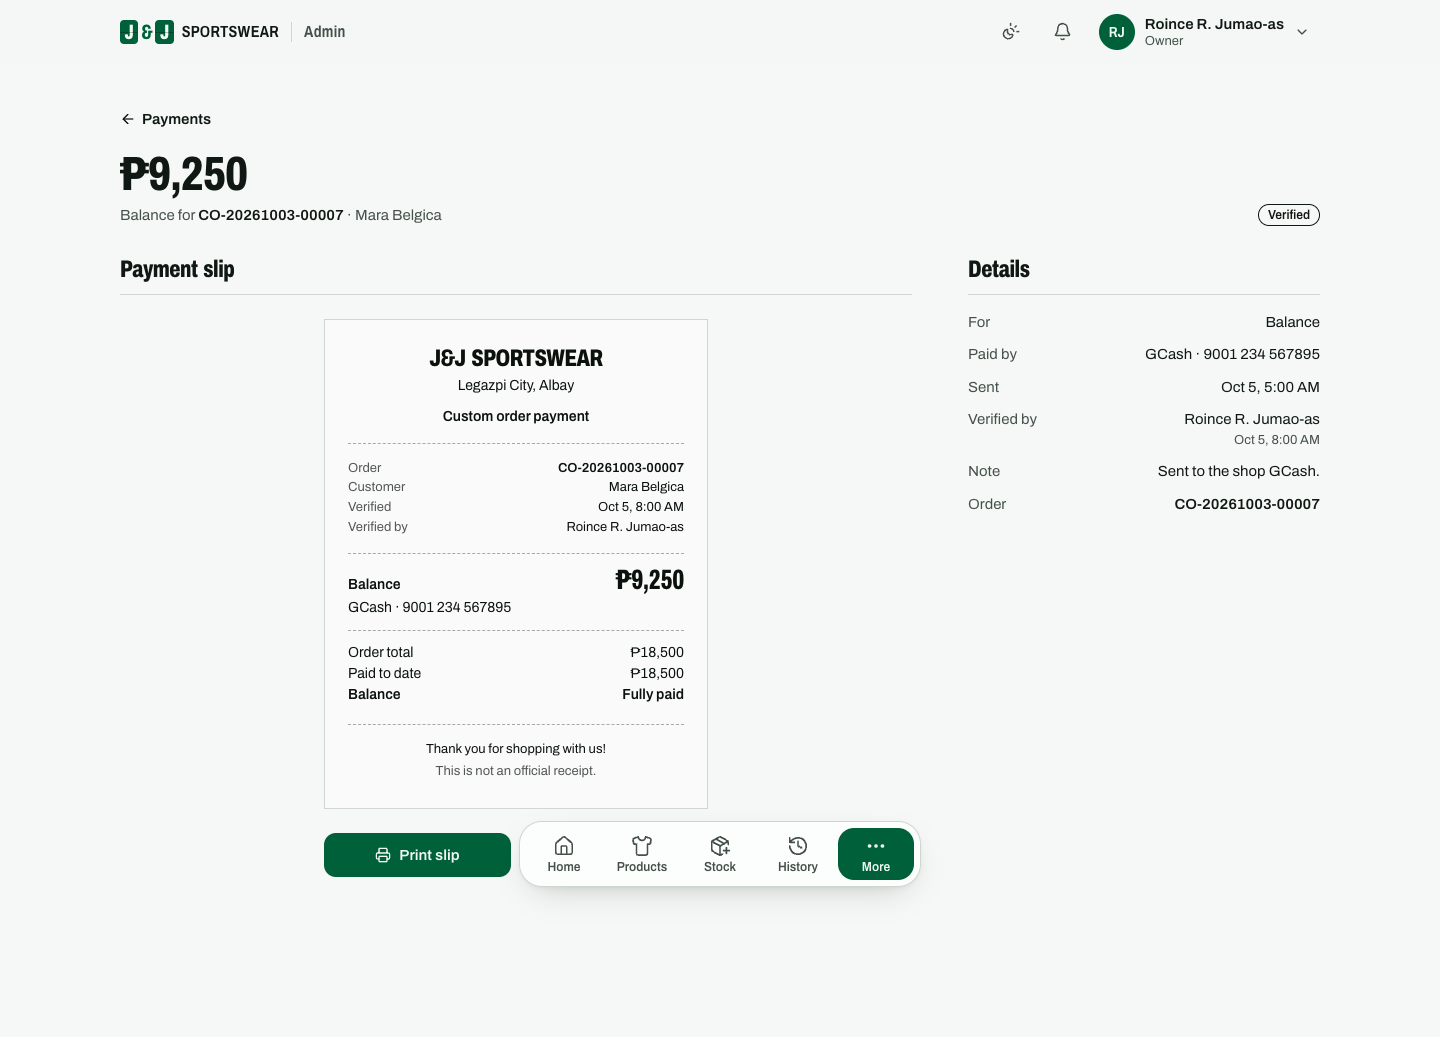 J&J SPORTSWEAR Admin
RJ Roince R. Jumao-as
Owner
Payments
₱9,250
Balance for CO-20261003-00007 · Mara Belgica
Verified
Payment slip
J&J SPORTSWEAR
Legazpi City, Albay
Custom order payment
Order CO-20261003-00007
Customer Mara Belgica
Verified Oct 5, 8:00 AM
Verified by Roince R. Jumao-as
Balance ₱9,250
GCash · 9001 234 567895
Order total ₱18,500
Paid to date ₱18,500
Balance Fully paid
Thank you for shopping with us!
This is not an official receipt.
Print slip
Details
For Balance
Paid by GCash · 9001 234 567895
Sent Oct 5, 5:00 AM
Verified by Roince R. Jumao-as
Oct 5, 8:00 AM
Note Sent to the shop GCash.
Order CO-20261003-00007
Home Products Stock History More